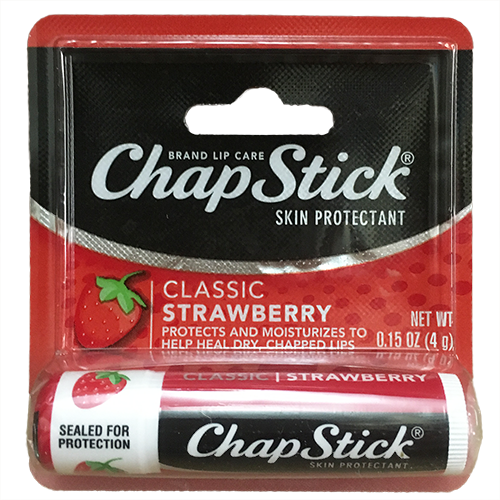 BRAND LIP CARE
ChapStick®
SKIN PROTECTANT
CLASSIC
STRAWBERRY
PROTECTS AND MOISTURIZES TO
HELP HEAL DRY, CHAPPED LIPS
NET WT
0.15 OZ (4 g)
CLASSIC | STRAWBERRY
SEALED FOR
PROTECTION
ChapStick®
SKIN PROTECTANT